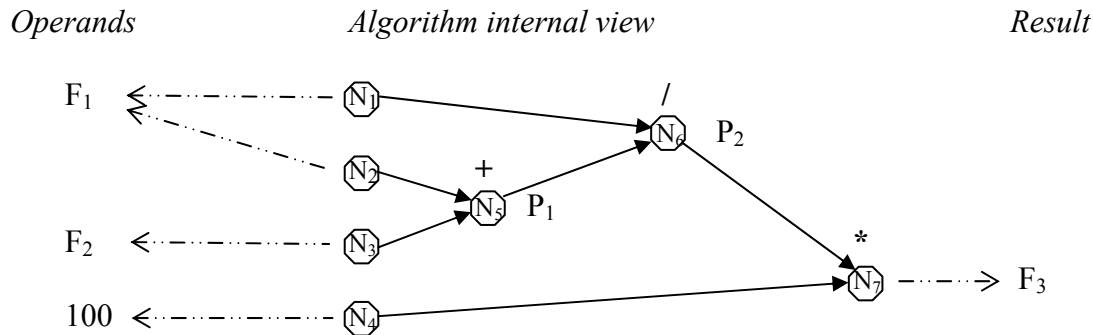 Operands Algorithm internal view Result
F₁ N₁ /
N₆ P₂
N₂ +
N₅ P₁
F₂ N₃ *
N₇ F₃
100 N₄